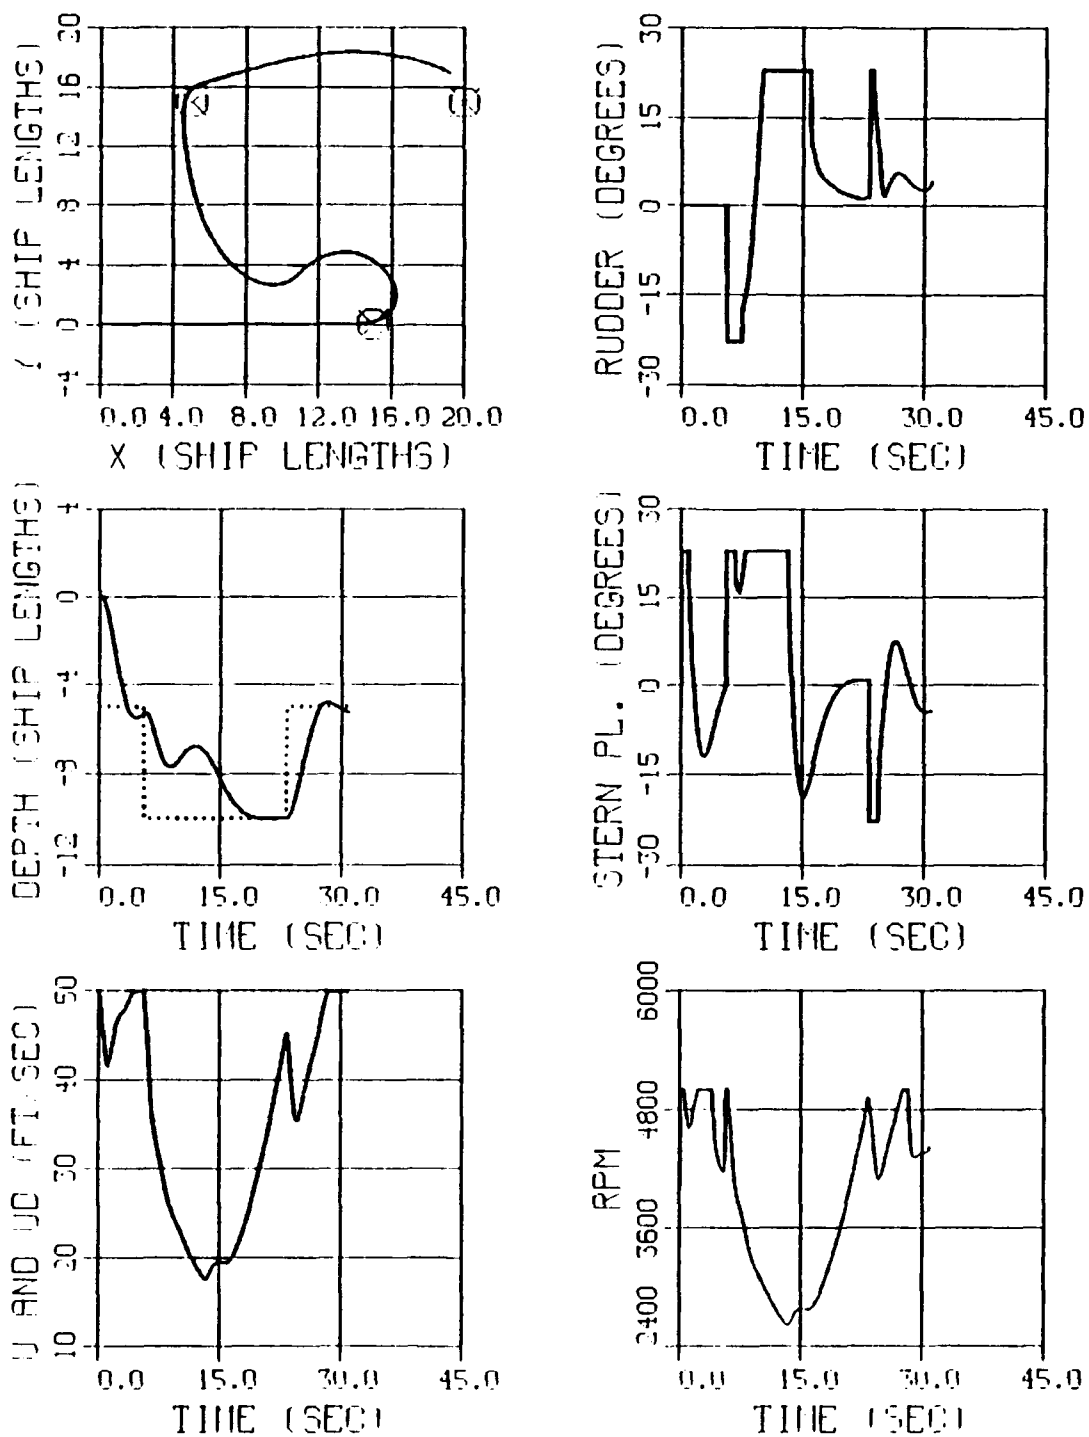 20
16
12
8
4
0
-4
Y (SHIP LENGTHS)
0.0 4.0 8.0 12.0 16.0 20.0
X (SHIP LENGTHS)
30
15
0
-15
-30
RUDDER (DEGREES)
0.0 15.0 30.0 45.0
TIME (SEC)
4
0
-4
-8
-12
DEPTH (SHIP LENGTHS)
0.0 15.0 30.0 45.0
TIME (SEC)
30
15
0
-15
-30
STERN PL. (DEGREES)
0.0 15.0 30.0 45.0
TIME (SEC)
50
40
30
20
10
U AND UD (FT/SEC)
0.0 15.0 30.0 45.0
TIME (SEC)
6000
4800
3600
2400
RPM
0.0 15.0 30.0 45.0
TIME (SEC)